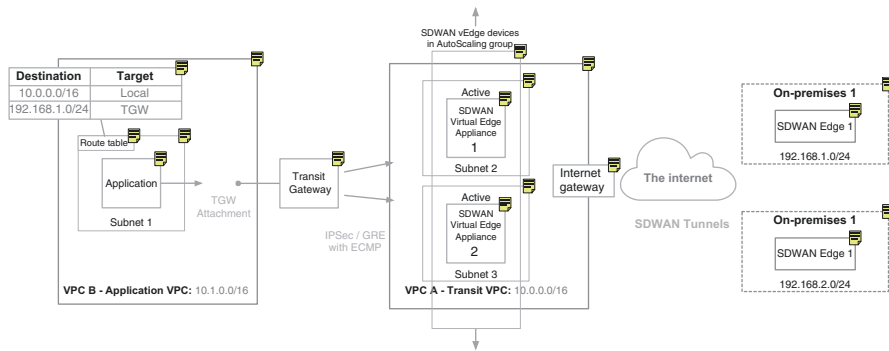 SDWAN vEdge devices
in AutoScaling group
Destination Target
10.0.0.0/16 Local
192.168.1.0/24 TGW
Route table
Application
Subnet 1
TGW
Attachment
VPC B - Application VPC: 10.1.0.0/16
Transit
Gateway
IPSec / GRE
with ECMP
Active
SDWAN
Virtual Edge
Appliance
1
Subnet 2
Active
SDWAN
Virtual Edge
Appliance
2
Subnet 3
VPC A - Transit VPC: 10.0.0.0/16
Internet
gateway
The internet
SDWAN Tunnels
On-premises 1
SDWAN Edge 1
192.168.1.0/24
On-premises 1
SDWAN Edge 1
192.168.2.0/24